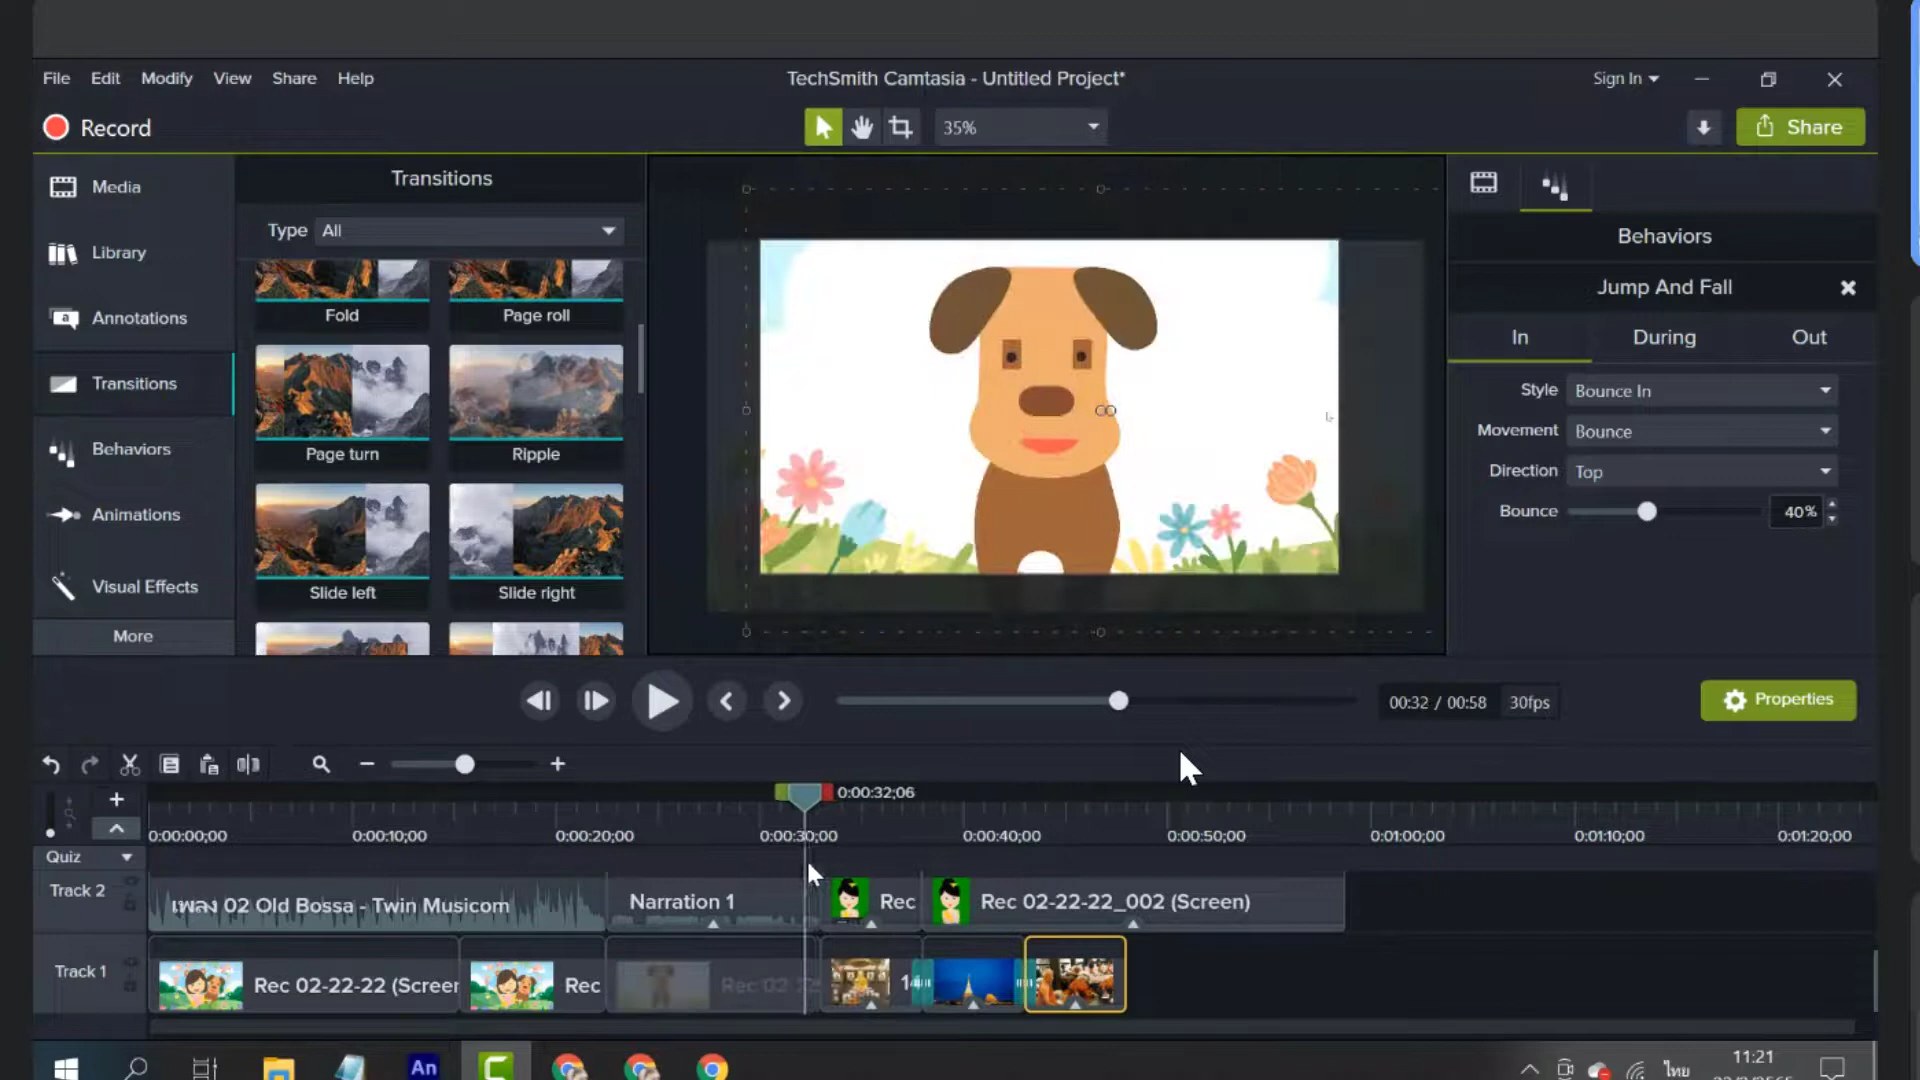 File Edit Modify View Share Help
TechSmith Camtasia - Untitled Project*
Sign In
Record
35%
Share
Media
Library
Annotations
Transitions
Behaviors
Animations
Visual Effects
More
Transitions
Type All
Fold Page roll
Page turn Ripple
Slide left Slide right
Behaviors
Jump And Fall
In During Out
Style Bounce In
Movement Bounce
Direction Top
Bounce 40%
00:32 / 00:58 30fps
Properties
0:00:32;06
0:00:00;00 0:00:10;00 0:00:20;00 0:00:30;00 0:00:40;00 0:00:50;00 0:01:00;00 0:01:10;00 0:01:20;00
Quiz
Track 2
เพลง 02 Old Bossa - Twin Musicom
Narration 1
Rec
Rec 02-22-22_002 (Screen)
Track 1
Rec 02-22-22 (Screen
Rec
Rec 02
An
ไทย
11:21